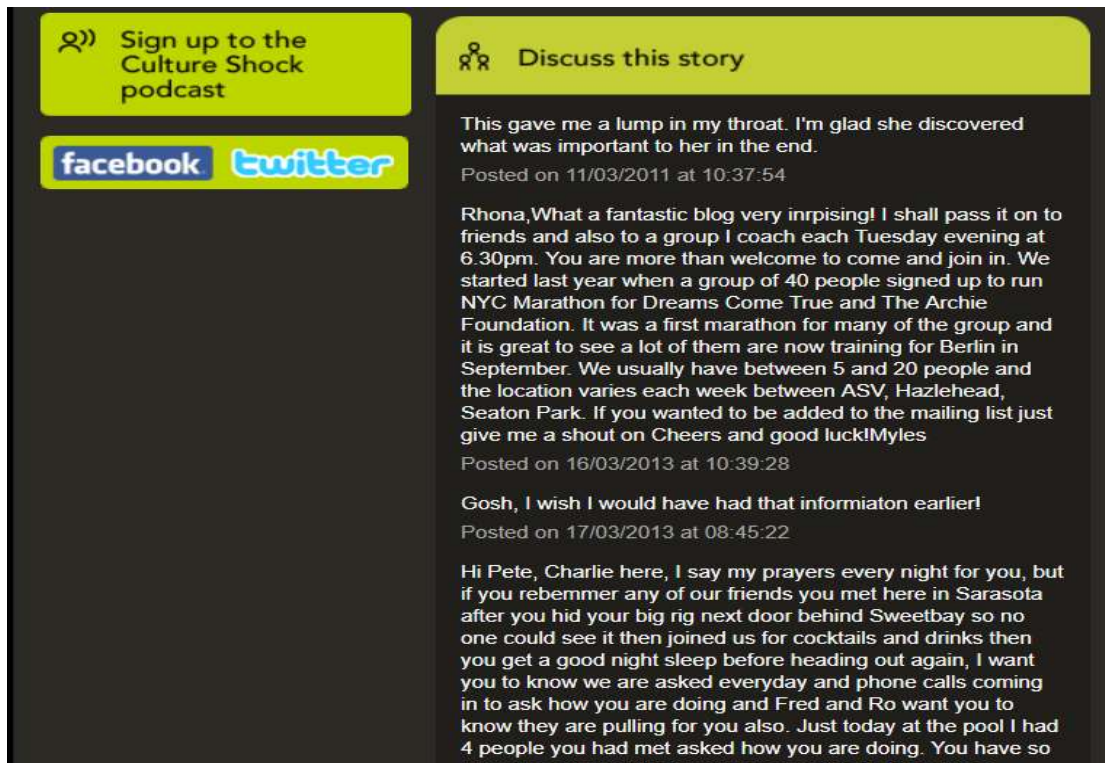 Sign up to the
Culture Shock
podcast
facebook twitter
Discuss this story
This gave me a lump in my throat. I'm glad she discovered
what was important to her in the end.
Posted on 11/03/2011 at 10:37:54
Rhona,What a fantastic blog very inrpising! I shall pass it on to
friends and also to a group I coach each Tuesday evening at
6.30pm. You are more than welcome to come and join in. We
started last year when a group of 40 people signed up to run
NYC Marathon for Dreams Come True and The Archie
Foundation. It was a first marathon for many of the group and
it is great to see a lot of them are now training for Berlin in
September. We usually have between 5 and 20 people and
the location varies each week between ASV, Hazlehead,
Seaton Park. If you wanted to be added to the mailing list just
give me a shout on Cheers and good luck!Myles
Posted on 16/03/2013 at 10:39:28
Gosh, I wish I would have had that informiaton earlier!
Posted on 17/03/2013 at 08:45:22
Hi Pete, Charlie here, I say my prayers every night for you, but
if you rebemmer any of our friends you met here in Sarasota
after you hid your big rig next door behind Sweetbay so no
one could see it then joined us for cocktails and drinks then
you get a good night sleep before heading out again, I want
you to know we are asked everyday and phone calls coming
in to ask how you are doing and Fred and Ro want you to
know they are pulling for you also. Just today at the pool I had
4 people you had met asked how you are doing. You have so